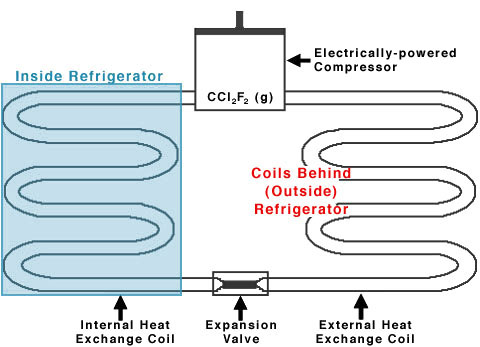 Electrically-powered
Compressor
Inside Refrigerator
CCl2F2 (g)
Coils Behind
(Outside)
Refrigerator
Internal Heat
Exchange Coil
Expansion
Valve
External Heat
Exchange Coil